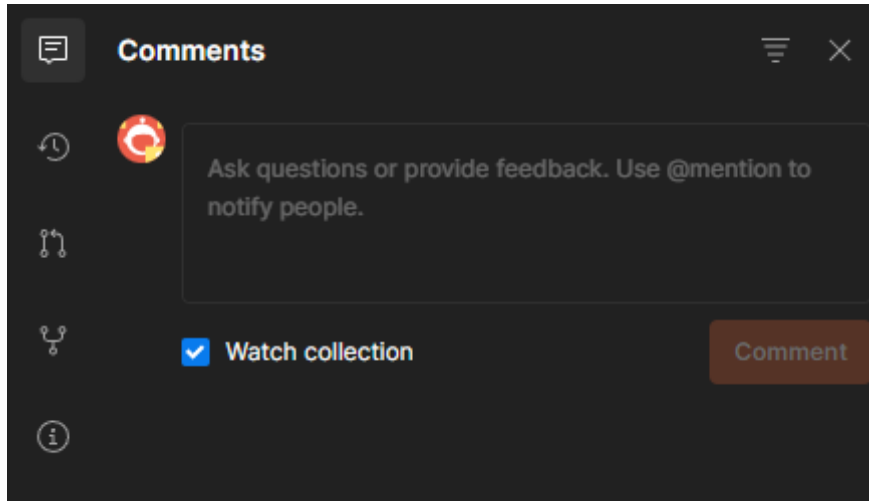 Comments
Ask questions or provide feedback. Use @mention to
notify people.
Watch collection
Comment